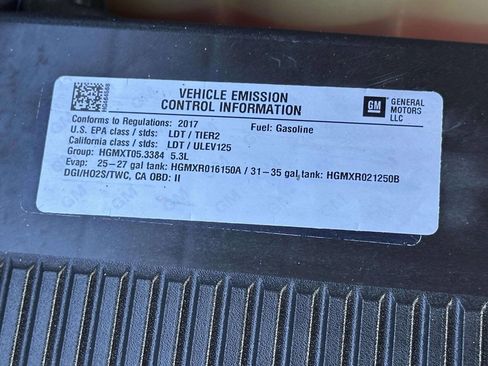 VEHICLE EMISSION
CONTROL INFORMATION
GM
GENERAL
MOTORS
LLC
Conforms to Regulations: 2017 Fuel: Gasoline
U.S. EPA class / stds: LDT / TIER2
California class / stds: LDT / ULEV125
Group: HGMXT05.3384 5.3L
Evap: 25-27 gal tank: HGMXR016150A / 31-35 gal tank: HGMXR021250B
DGI/HO2S/TWC, CA OBD: II